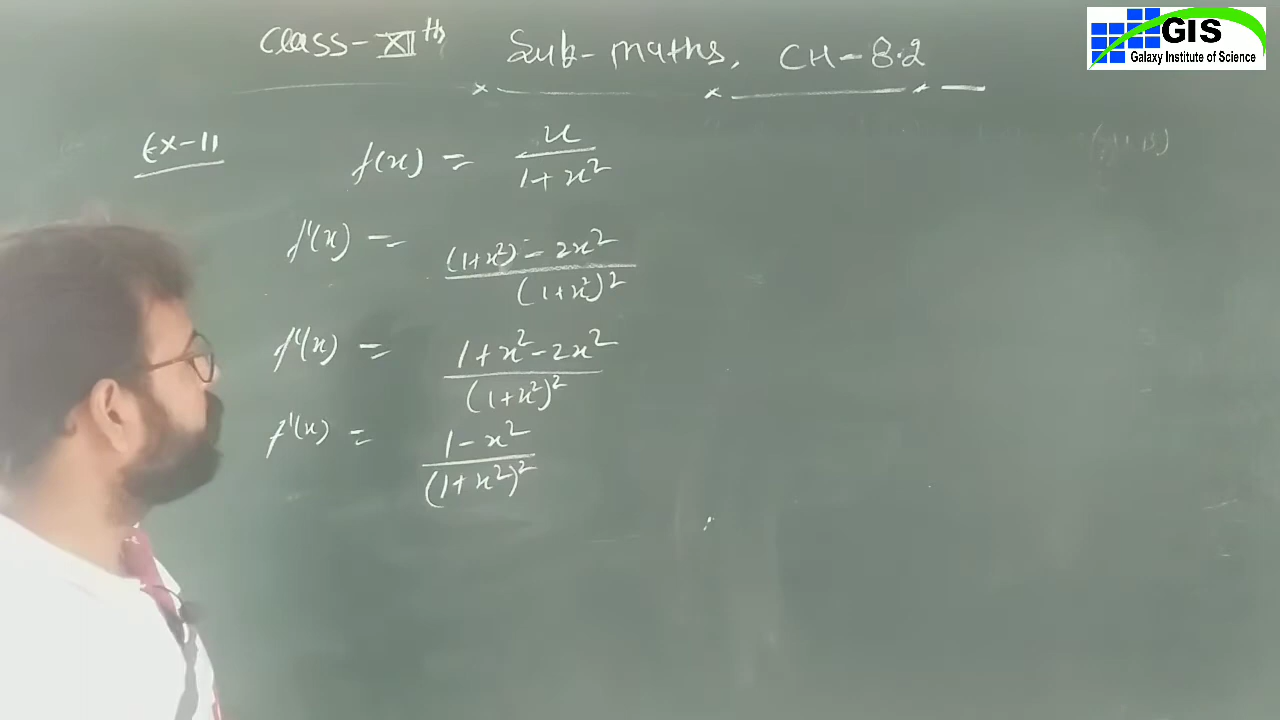 GIS
Galaxy Institute of Science
Class-XIIth Sub-maths, CH-8.2
Ex-11 f(x) = x / 1+x²
f'(x) = (1+x²) - 2x² / (1+x²)²
f'(x) = 1+x²-2x² / (1+x²)²
f'(x) = 1-x² / (1+x²)²